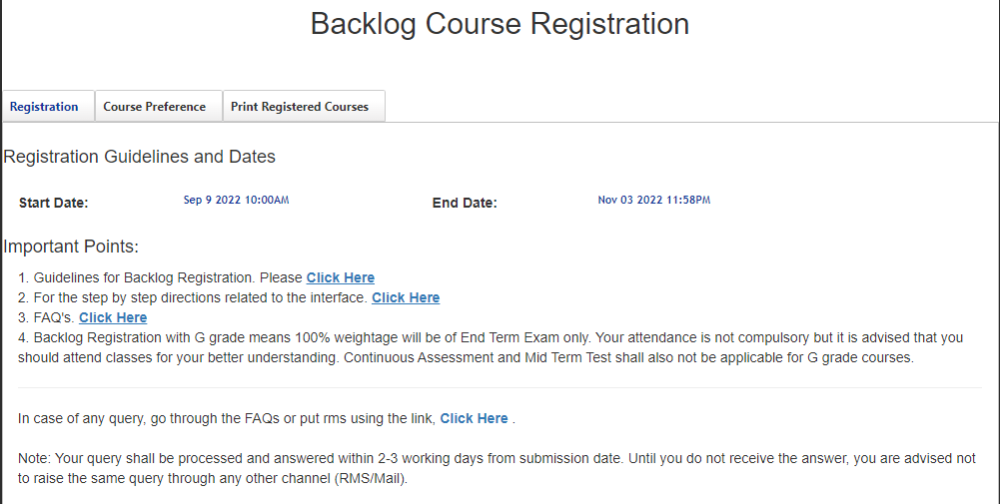 Backlog Course Registration
Registration Course Preference Print Registered Courses
Registration Guidelines and Dates
Start Date: Sep 9 2022 10:00AM End Date: Nov 03 2022 11:58PM
Important Points:
1. Guidelines for Backlog Registration. Please Click Here
2. For the step by step directions related to the interface. Click Here
3. FAQ's. Click Here
4. Backlog Registration with G grade means 100% weightage will be of End Term Exam only. Your attendance is not compulsory but it is advised that you
should attend classes for your better understanding. Continuous Assessment and Mid Term Test shall also not be applicable for G grade courses.
In case of any query, go through the FAQs or put rms using the link, Click Here .
Note: Your query shall be processed and answered within 2-3 working days from submission date. Until you do not receive the answer, you are advised not
to raise the same query through any other channel (RMS/Mail).